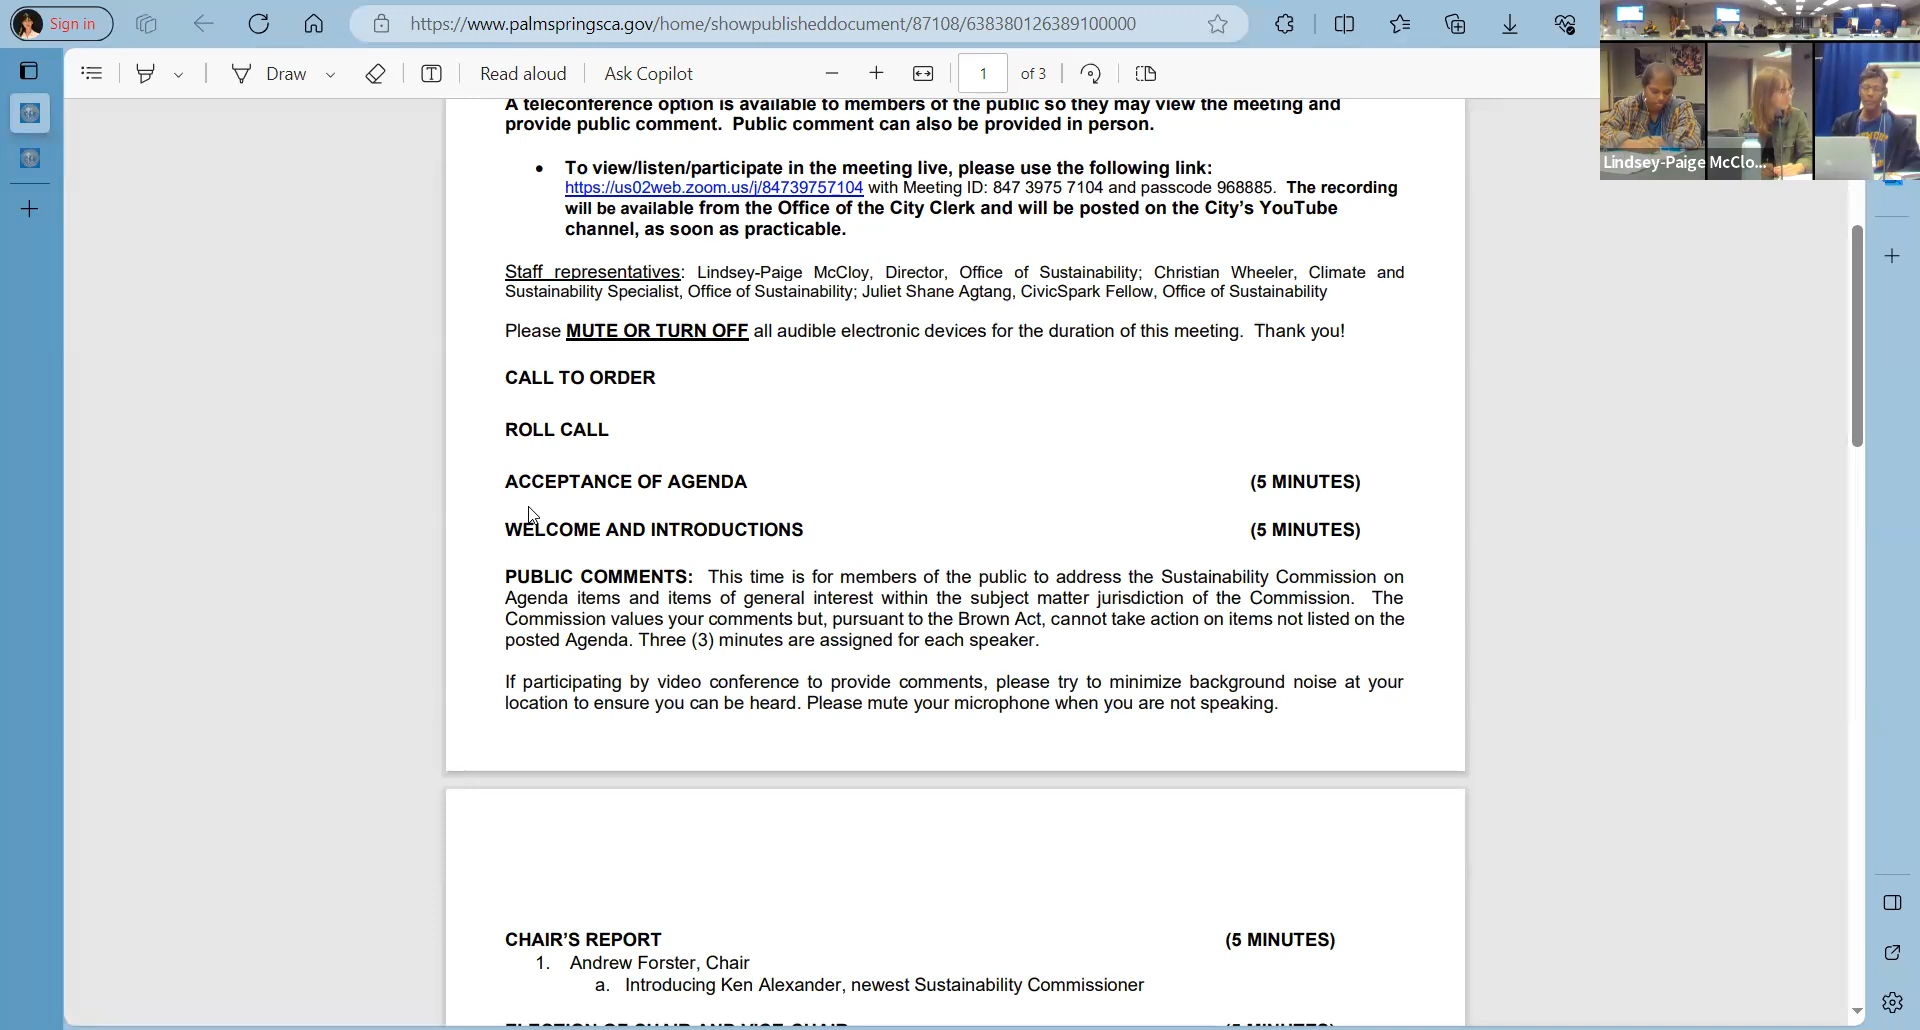 Sign in
https://www.palmspringsca.gov/home/showpublisheddocument/87108/638380126389100000
Draw
Read aloud
Ask Copilot
1
of 3
A teleconference option is available to members of the public so they may view the meeting and
provide public comment.  Public comment can also be provided in person.
• To view/listen/participate in the meeting live, please use the following link:
https://us02web.zoom.us/j/84739757104 with Meeting ID: 847 3975 7104 and passcode 968885.  The recording
will be available from the Office of the City Clerk and will be posted on the City's YouTube
channel, as soon as practicable.
Staff representatives: Lindsey-Paige McCloy, Director, Office of Sustainability; Christian Wheeler, Climate and
Sustainability Specialist, Office of Sustainability; Juliet Shane Agtang, CivicSpark Fellow, Office of Sustainability
Please MUTE OR TURN OFF all audible electronic devices for the duration of this meeting.  Thank you!
CALL TO ORDER
ROLL CALL
ACCEPTANCE OF AGENDA (5 MINUTES)
WELCOME AND INTRODUCTIONS (5 MINUTES)
PUBLIC COMMENTS:  This time is for members of the public to address the Sustainability Commission on
Agenda items and items of general interest within the subject matter jurisdiction of the Commission.  The
Commission values your comments but, pursuant to the Brown Act, cannot take action on items not listed on the
posted Agenda. Three (3) minutes are assigned for each speaker.
If participating by video conference to provide comments, please try to minimize background noise at your
location to ensure you can be heard. Please mute your microphone when you are not speaking.
CHAIR'S REPORT (5 MINUTES)
1. Andrew Forster, Chair
a. Introducing Ken Alexander, newest Sustainability Commissioner
ELECTION OF CHAIR AND VICE CHAIR (5 MINUTES)
Lindsey-Paige McClo...